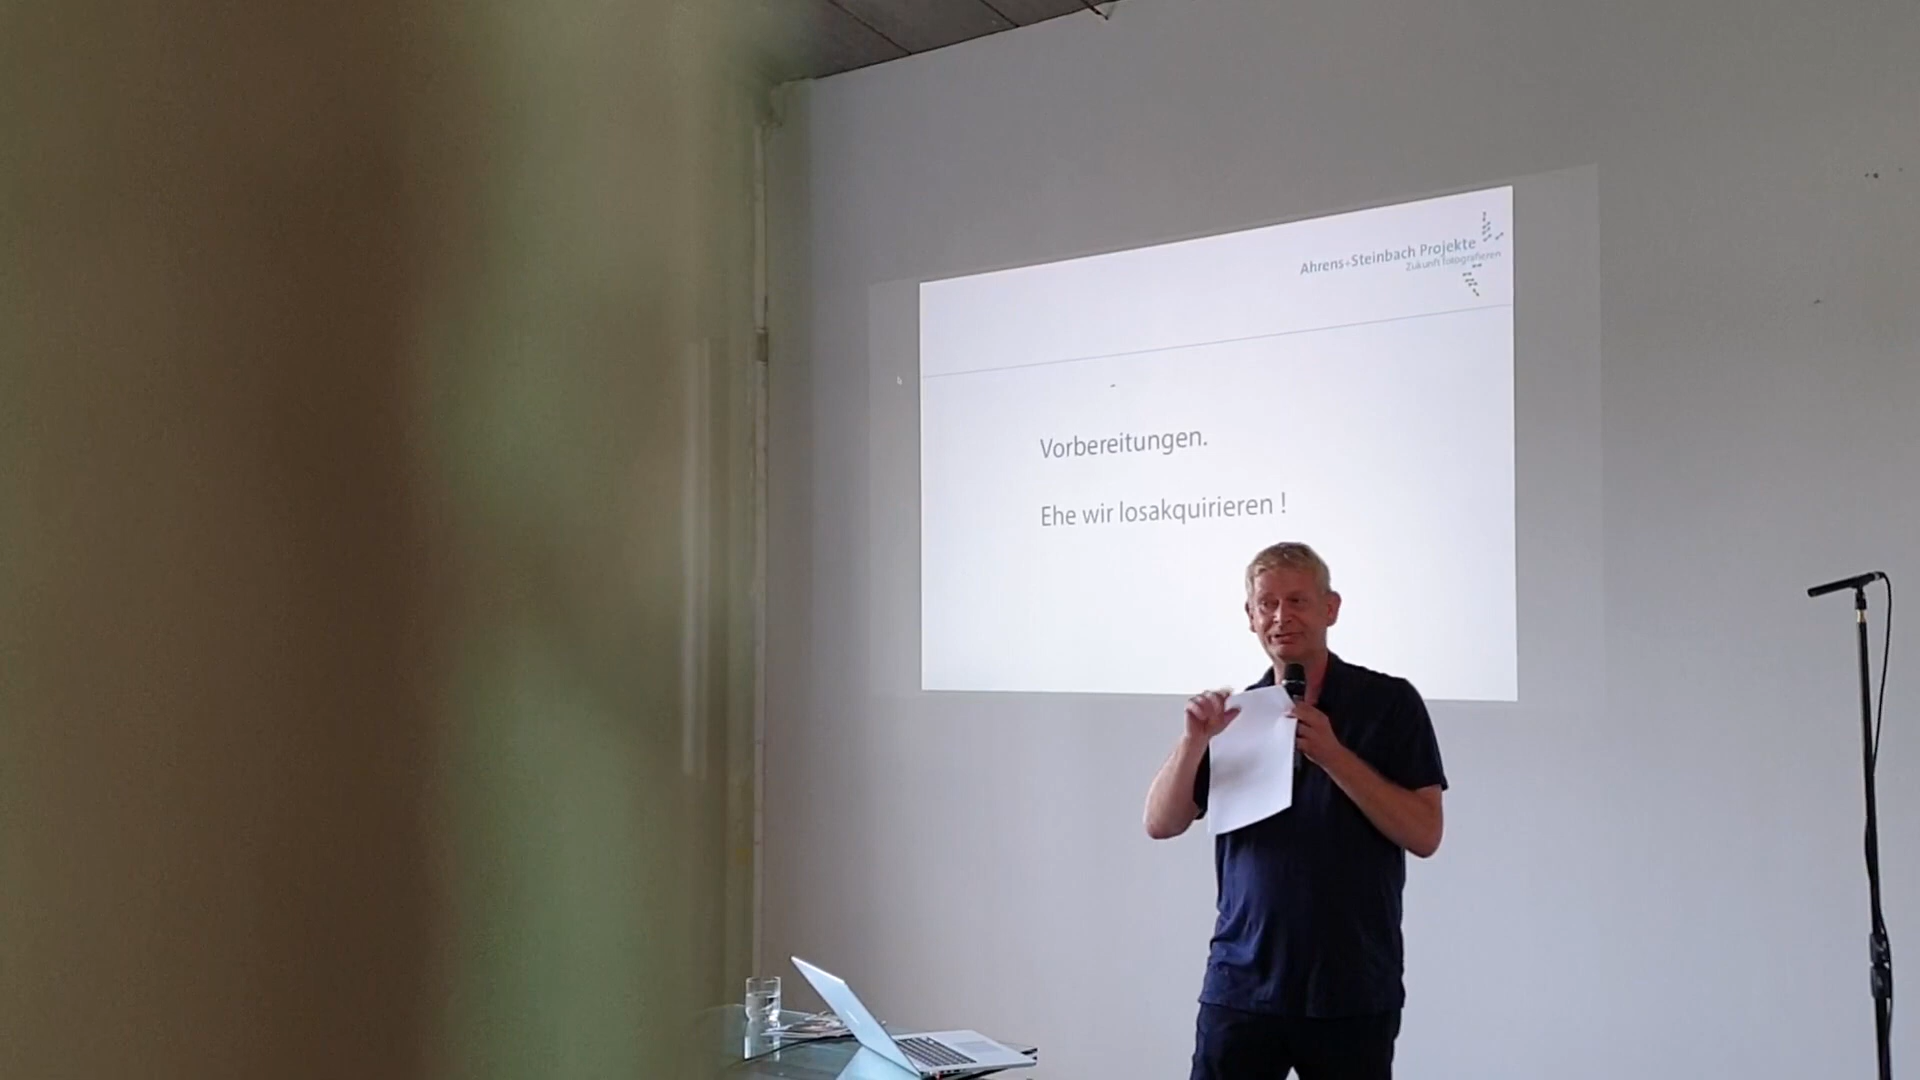 Ahrens+Steinbach Projekte
Zukunft fotografieren
Vorbereitungen.
Ehe wir losakquirieren !